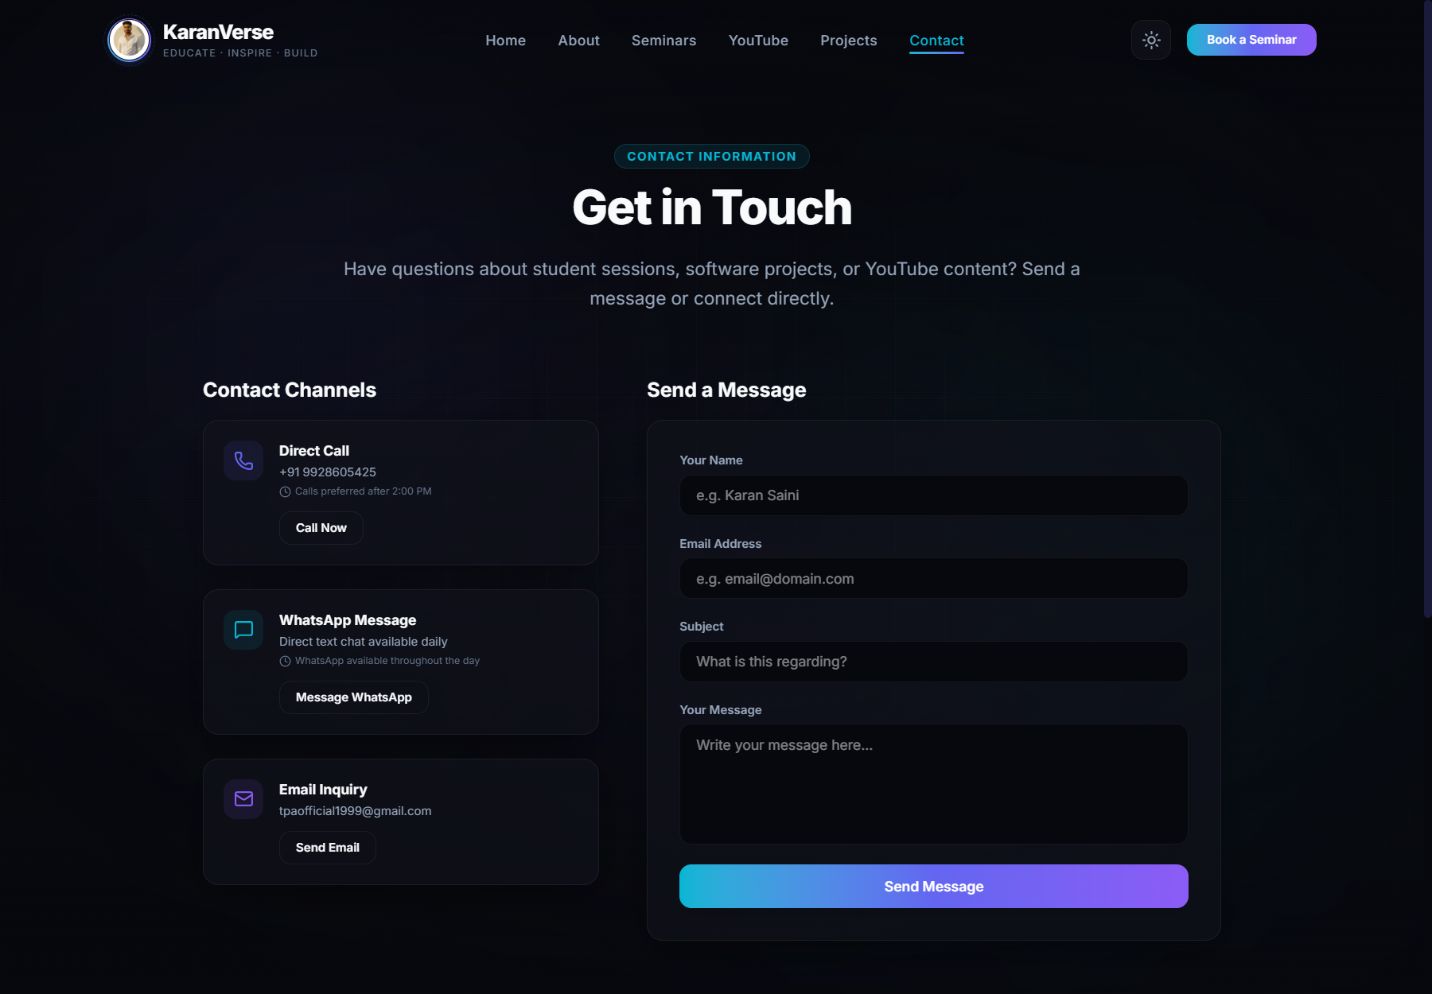 KaranVerse
EDUCATE · INSPIRE · BUILD
Home
About
Seminars
YouTube
Projects
Contact
Book a Seminar
CONTACT INFORMATION
Get in Touch
Have questions about student sessions, software projects, or YouTube content? Send a
message or connect directly.
Contact Channels
Direct Call
+91 9928605425
Calls preferred after 2:00 PM
Call Now
WhatsApp Message
Direct text chat available daily
WhatsApp available throughout the day
Message WhatsApp
Email Inquiry
tpaofficial1999@gmail.com
Send Email
Send a Message
Your Name
e.g. Karan Saini
Email Address
e.g. email@domain.com
Subject
What is this regarding?
Your Message
Write your message here...
Send Message